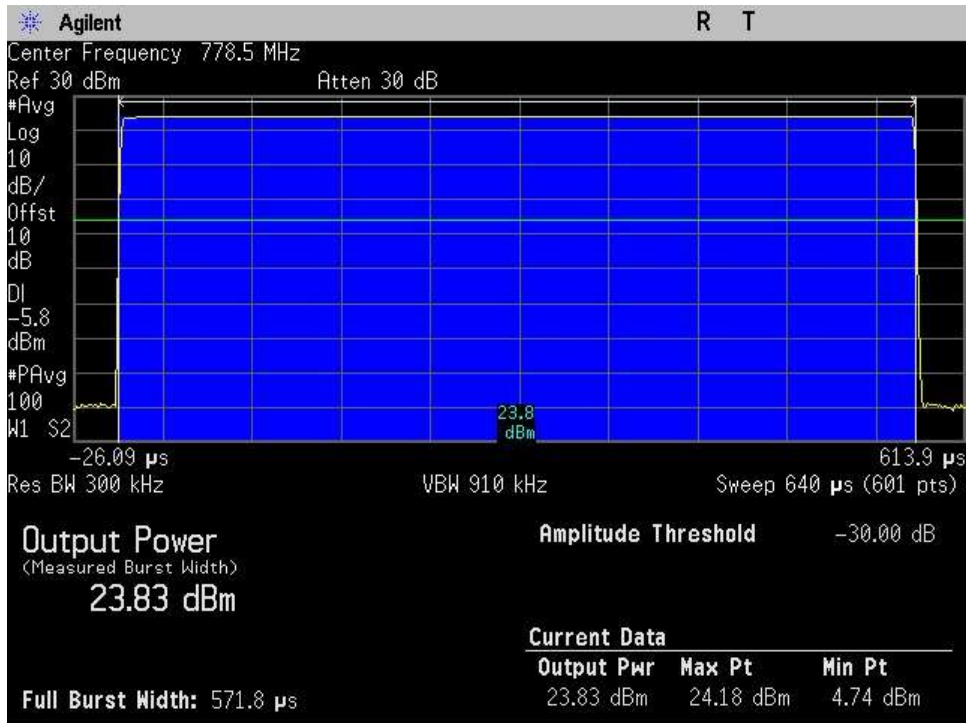 Agilent R T
Center Frequency 778.5 MHz
Ref 30 dBm Atten 30 dB
#Avg
Log
10
dB/
Offst
10
dB
DI
-5.8
dBm
#PAvg
100
W1 S2
23.8
dBm
-26.09 µs 613.9 µs
Res BW 300 kHz VBW 910 kHz Sweep 640 µs (601 pts)
Output Power
(Measured Burst Width)
23.83 dBm
Amplitude Threshold -30.00 dB
Current Data
Output Pwr Max Pt Min Pt
23.83 dBm 24.18 dBm 4.74 dBm
Full Burst Width: 571.8 µs